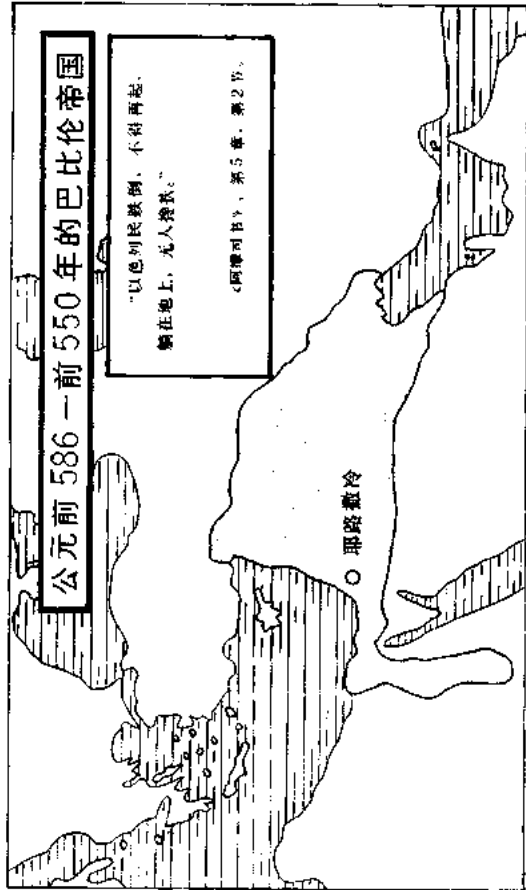 公元前586—前550年的巴比伦帝国
“以色列民跌倒，不得再起，
躺在地上，无人搀扶。”
《阿摩司书》，第5章，第2节。
耶路撒冷